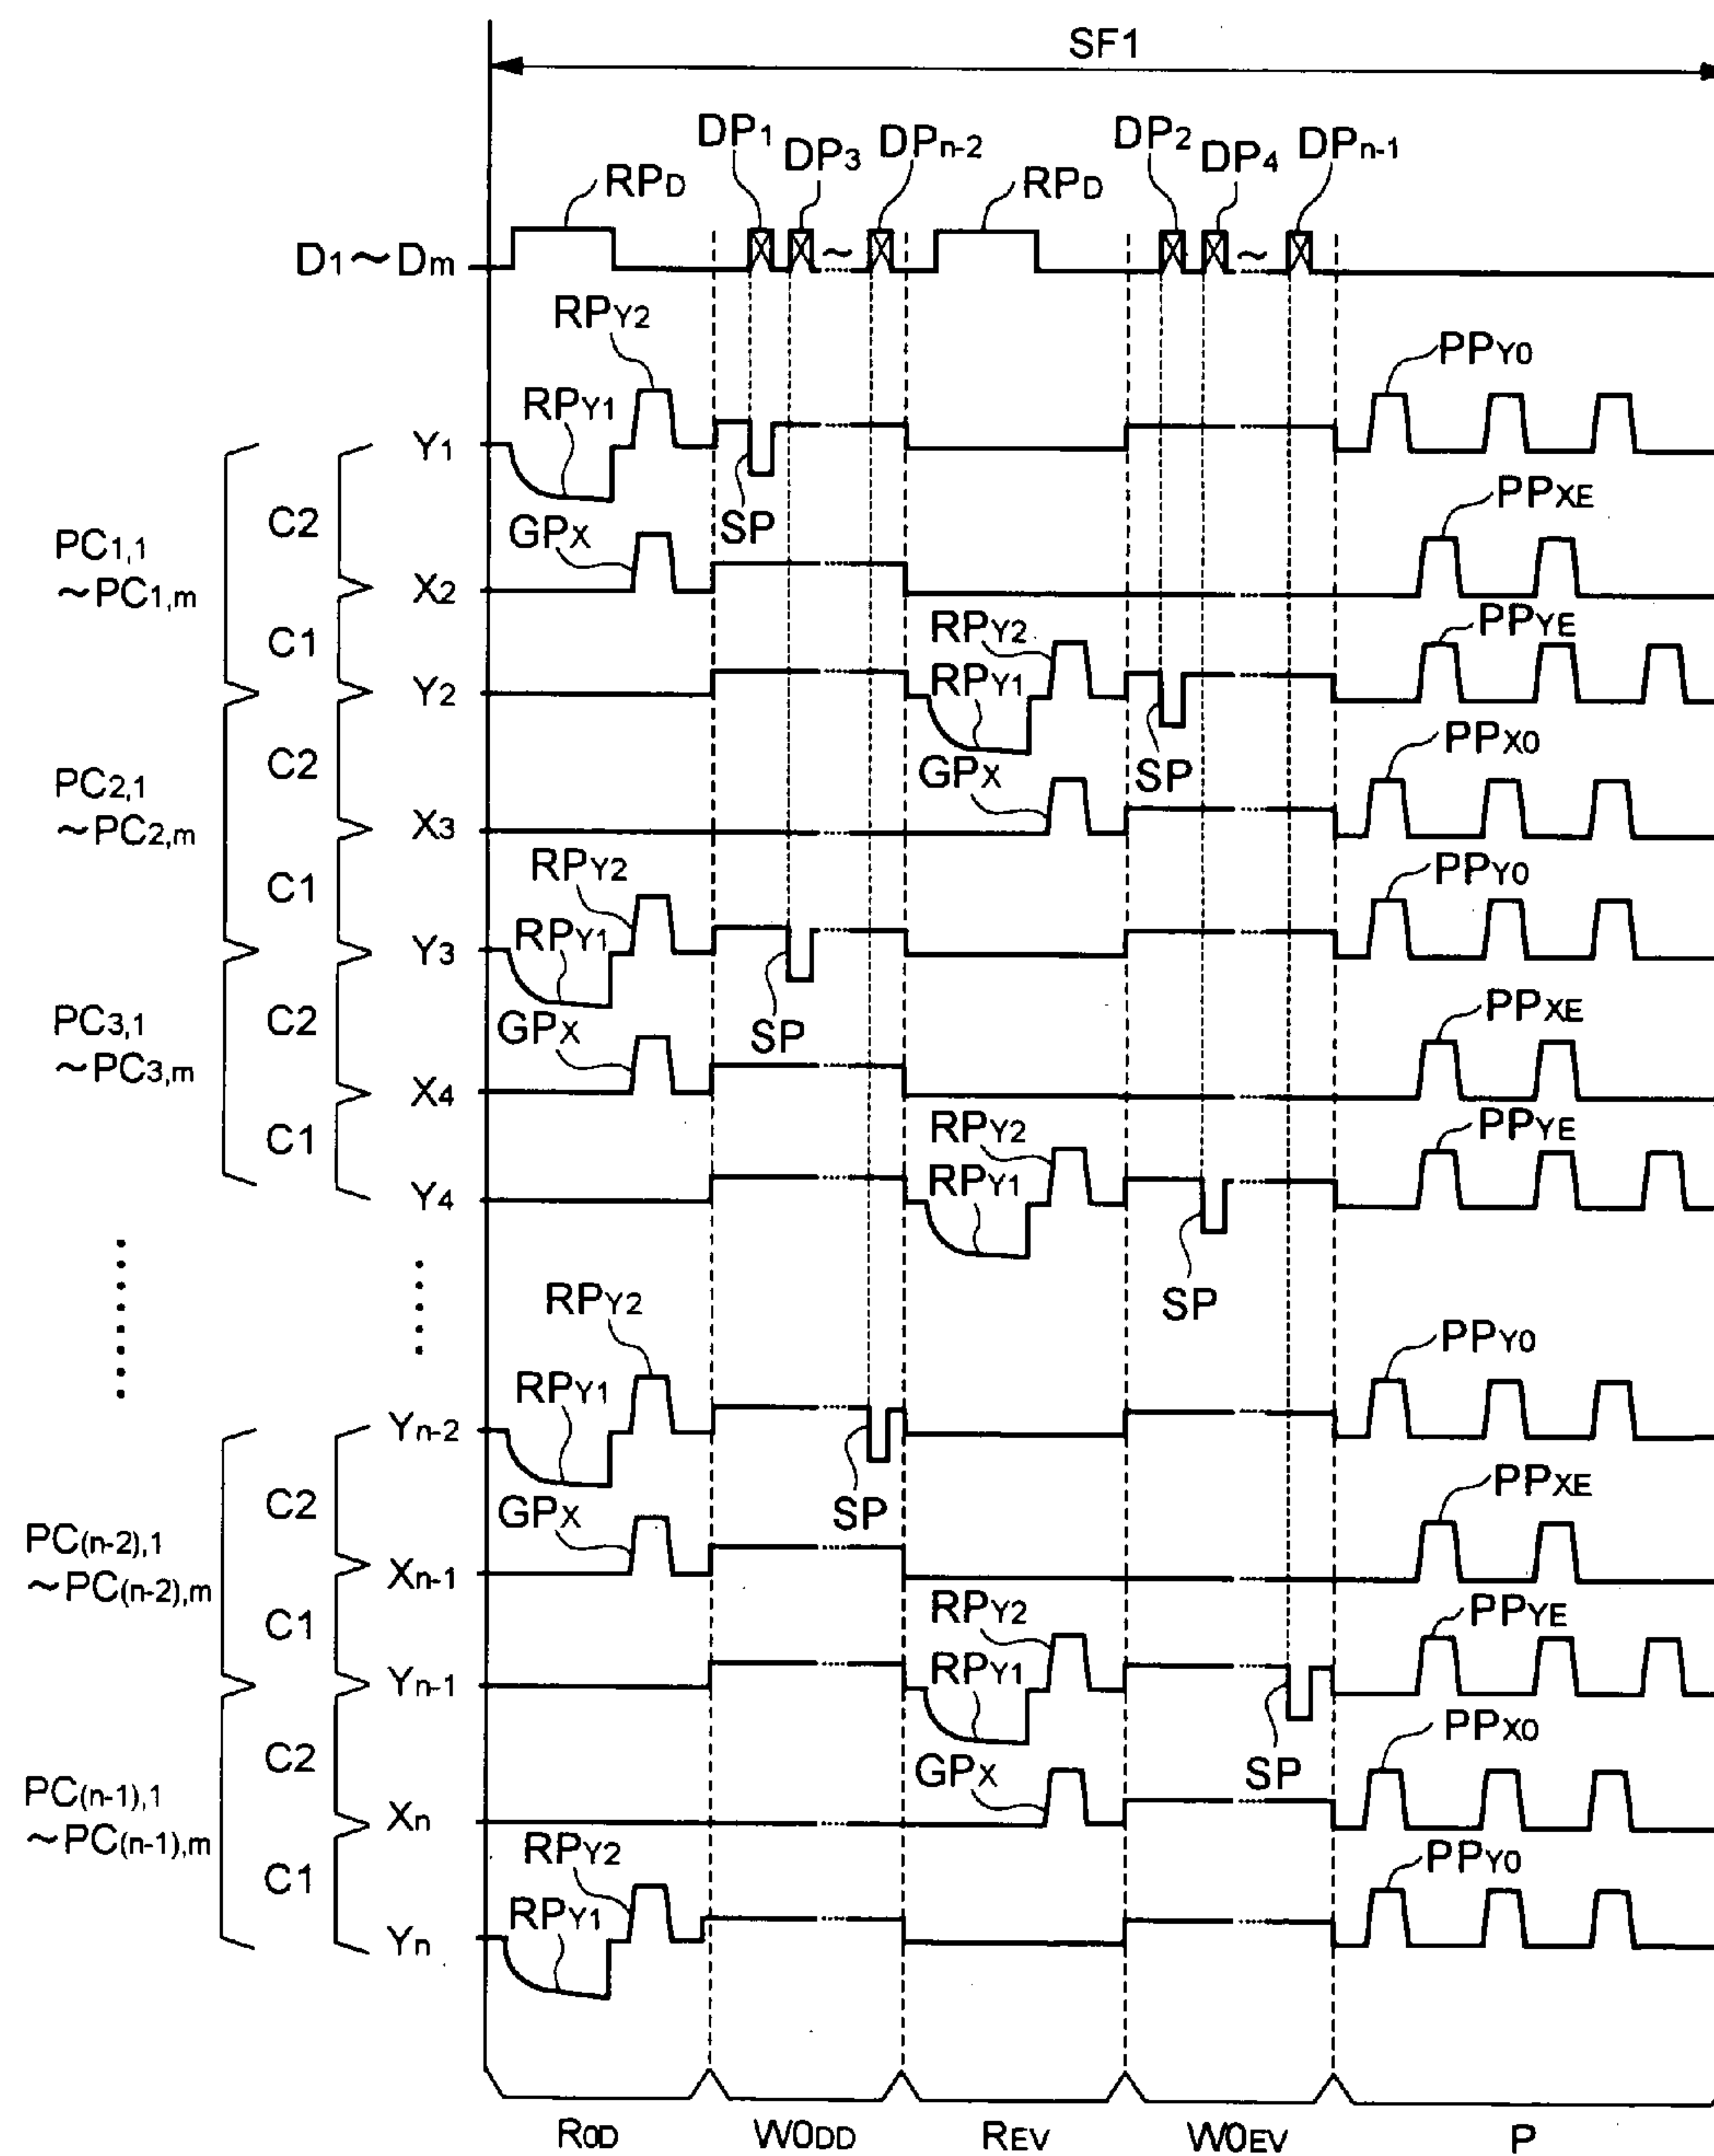 SF1
DP1 DP3 DPn-2 DP2 DP4 DPn-1
RPD RPD
D1~Dm ~ ~
RPY2
PPY0
RPY1
Y1
SP
PPXE
C2
GPX
PC1,1
~PC1,m
X2
C1
RPY2
PPYE
RPY1
Y2
SP
PPX0
C2
GPX
PC2,1
~PC2,m
X3
C1
RPY2
PPY0
RPY1
Y3
SP
PPXE
C2
GPX
PC3,1
~PC3,m
X4
C1
RPY2
PPYE
RPY1
Y4
SP
RPY2
PPY0
RPY1
Yn-2
SP
PPXE
C2
GPX
PC(n-2),1
~PC(n-2),m
Xn-1
C1
RPY2
PPYE
RPY1
Yn-1
SP
PPX0
C2
GPX
PC(n-1),1
~PC(n-1),m
Xn
C1
RPY2
PPY0
RPY1
Yn
ROD WODD REV WOEV P